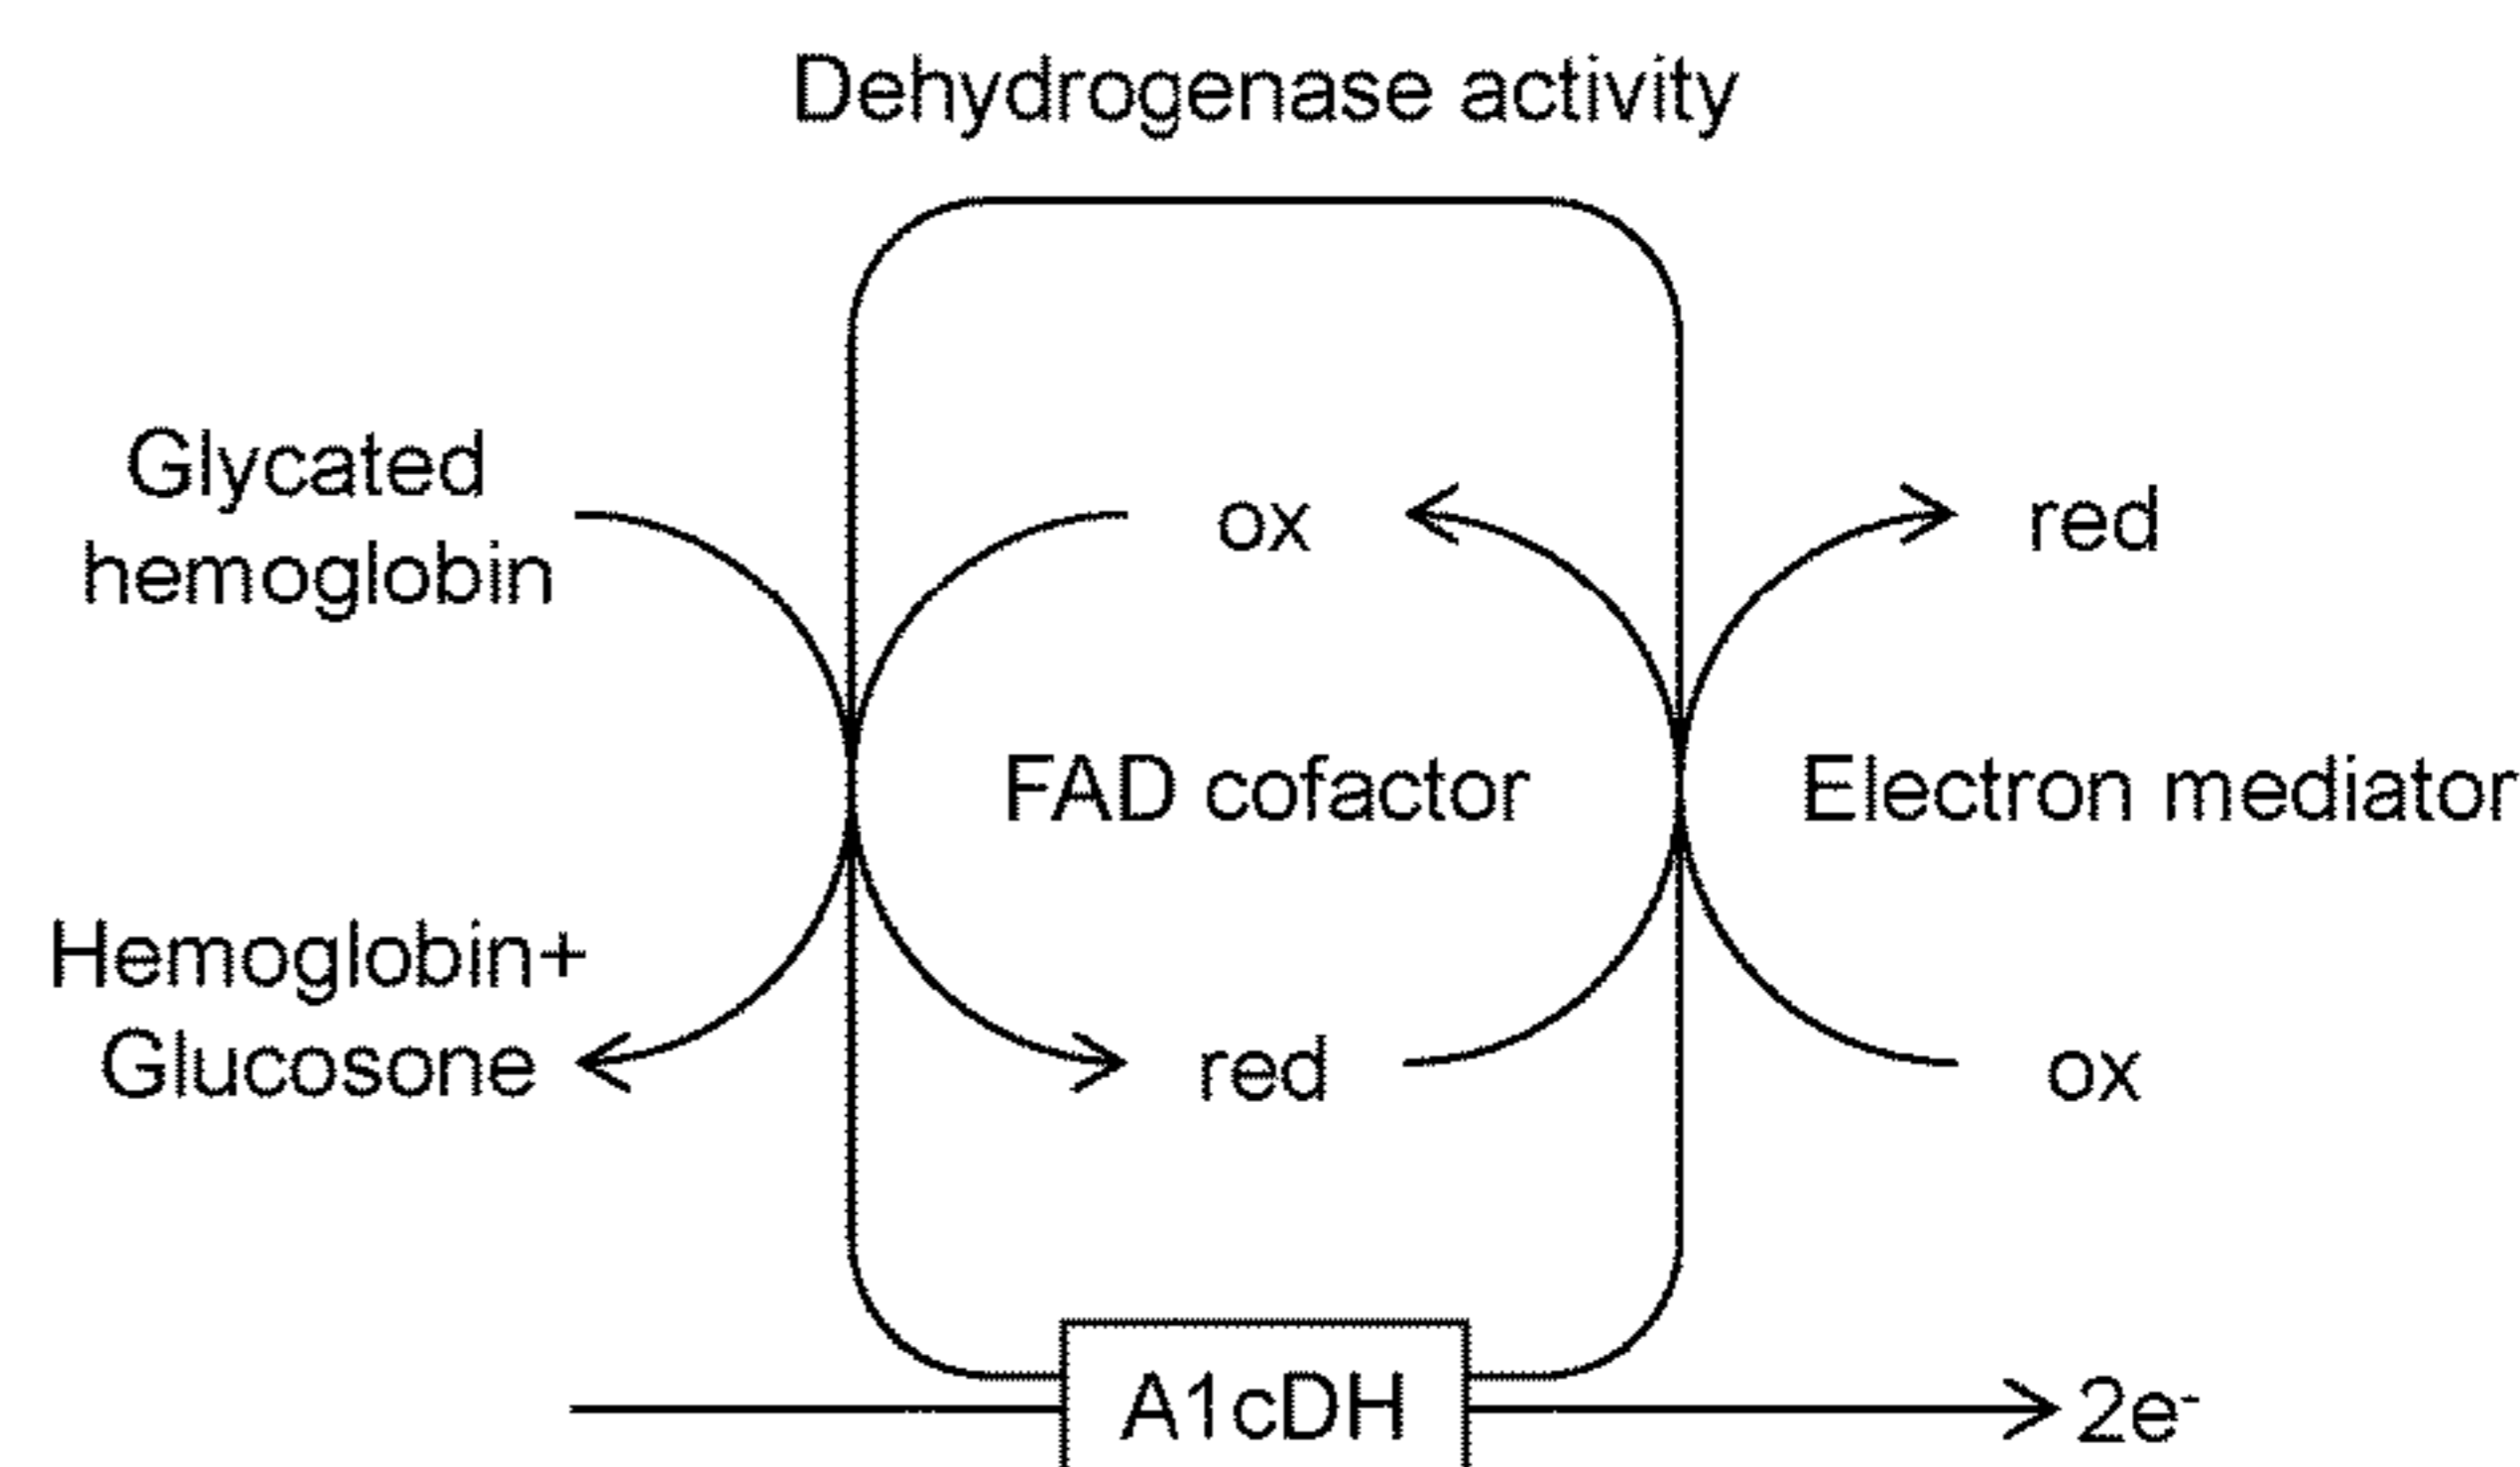 Dehydrogenase activity
Glycated
hemoglobin
ox
red
FAD cofactor
Electron mediator
Hemoglobin+
Glucosone
red
ox
A1cDH
2e-